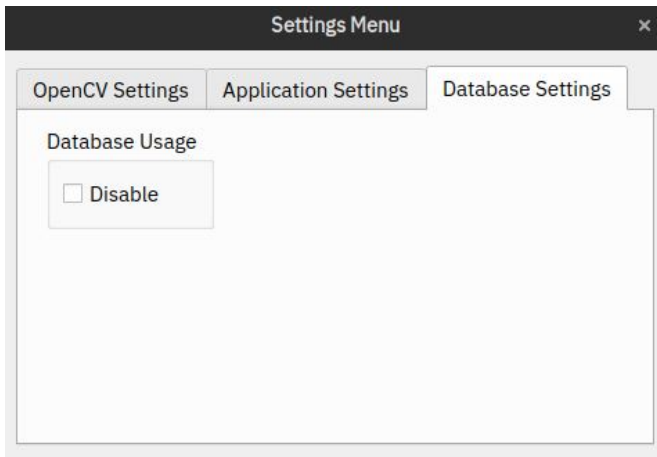 Settings Menu ×
OpenCV Settings Application Settings Database Settings
Database Usage
Disable